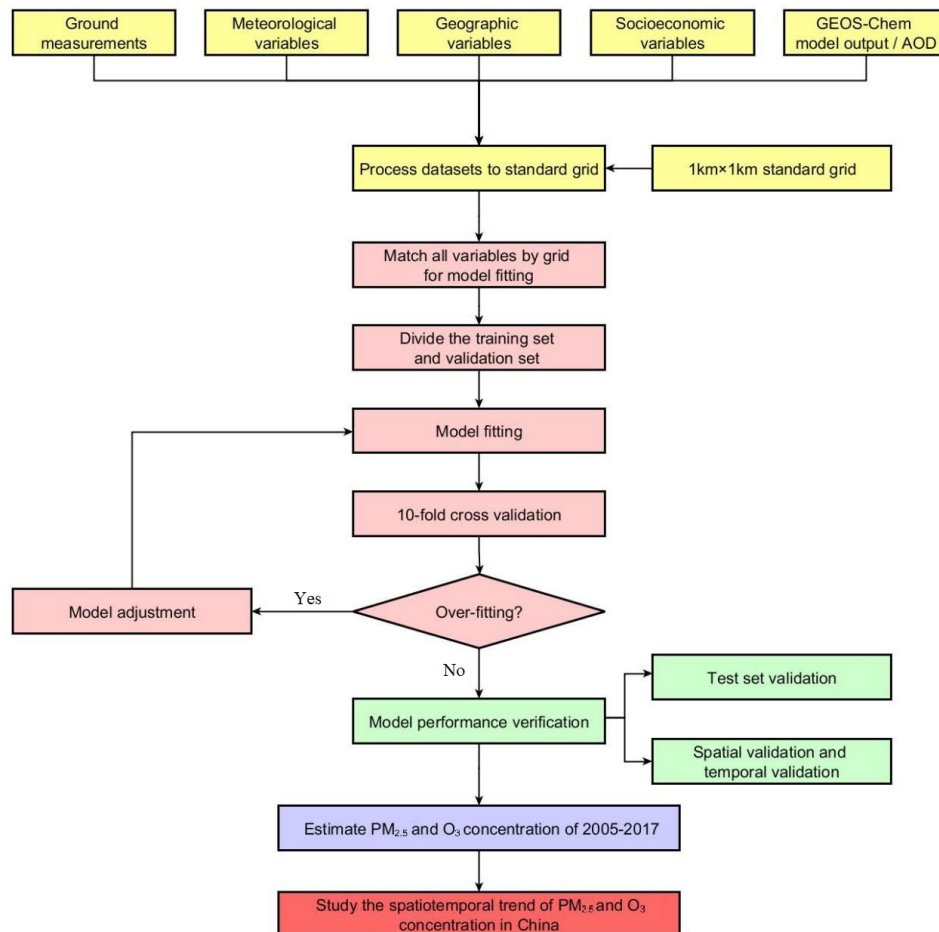 Ground
measurements
Meteorological
variables
Geographic
variables
Socioeconomic
variables
GEOS-Chem
model output / AOD
Process datasets to standard grid
1km×1km standard grid
Match all variables by grid
for model fitting
Divide the training set
and validation set
Model fitting
10-fold cross validation
Model adjustment
Yes
Over-fitting?
No
Test set validation
Model performance verification
Spatial validation and
temporal validation
Estimate PM₂.₅ and O₃ concentration of 2005-2017
Study the spatiotemporal trend of PM₂.₅ and O₃
concentration in China